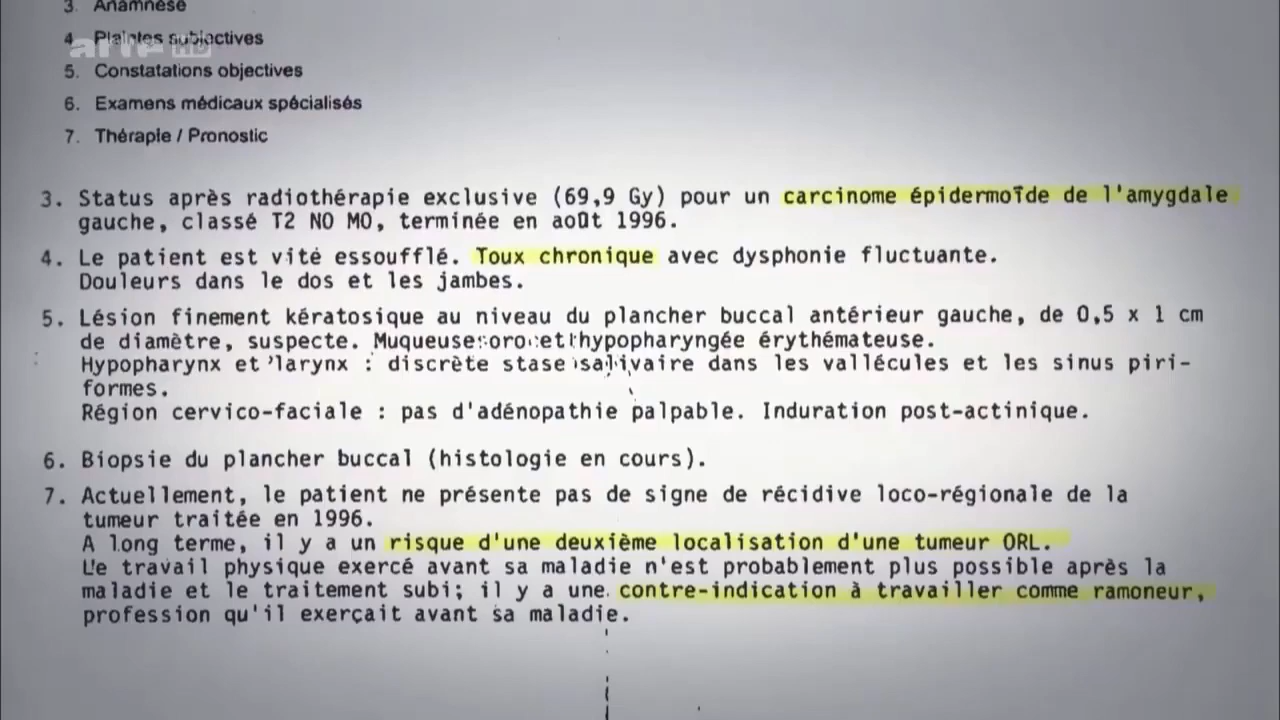 3. Anamnèse
arte HD
4. Plaintes subjectives
5. Constatations objectives
6. Examens médicaux spécialisés
7. Thérapie / Pronostic
3. Status après radiothérapie exclusive (69,9 Gy) pour un carcinome épidermoïde de l'amygdale
gauche, classé T2 N0 M0, terminée en août 1996.
4. Le patient est vite essoufflé. Toux chronique avec dysphonie fluctuante.
Douleurs dans le dos et les jambes.
5. Lésion finement kératosique au niveau du plancher buccal antérieur gauche, de 0,5 x 1 cm
de diamètre, suspecte. Muqueuse oro et hypopharyngée érythémateuse.
Hypopharynx et larynx : discrète stase salivaire dans les vallécules et les sinus piri-
formes.
Région cervico-faciale : pas d'adénopathie palpable. Induration post-actinique.
6. Biopsie du plancher buccal (histologie en cours).
7. Actuellement, le patient ne présente pas de signe de récidive loco-régionale de la
tumeur traitée en 1996.
A long terme, il y a un risque d'une deuxième localisation d'une tumeur ORL.
Le travail physique exercé avant sa maladie n'est probablement plus possible après la
maladie et le traitement subi; il y a une contre-indication à travailler comme ramoneur,
profession qu'il exerçait avant sa maladie.